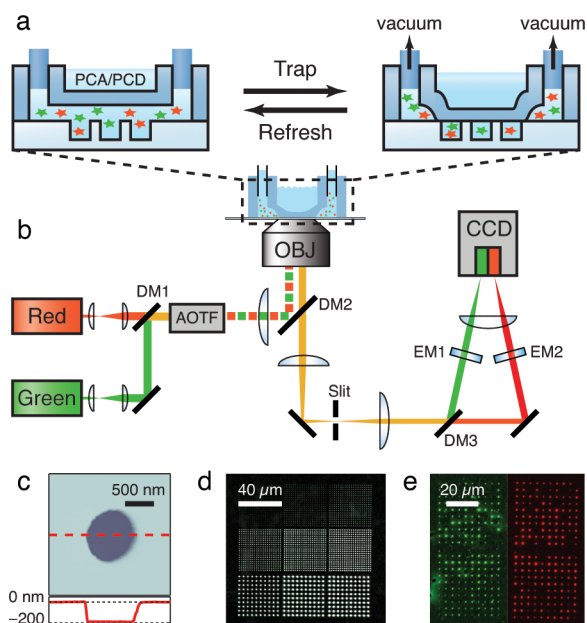 a
vacuum
vacuum
PCA/PCD
Trap
Refresh
b
OBJ
CCD
DM1
Red
AOTF
DM2
EM1
EM2
Green
Slit
DM3
c
500 nm
0 nm
−200
d
40 µm
e
20 µm